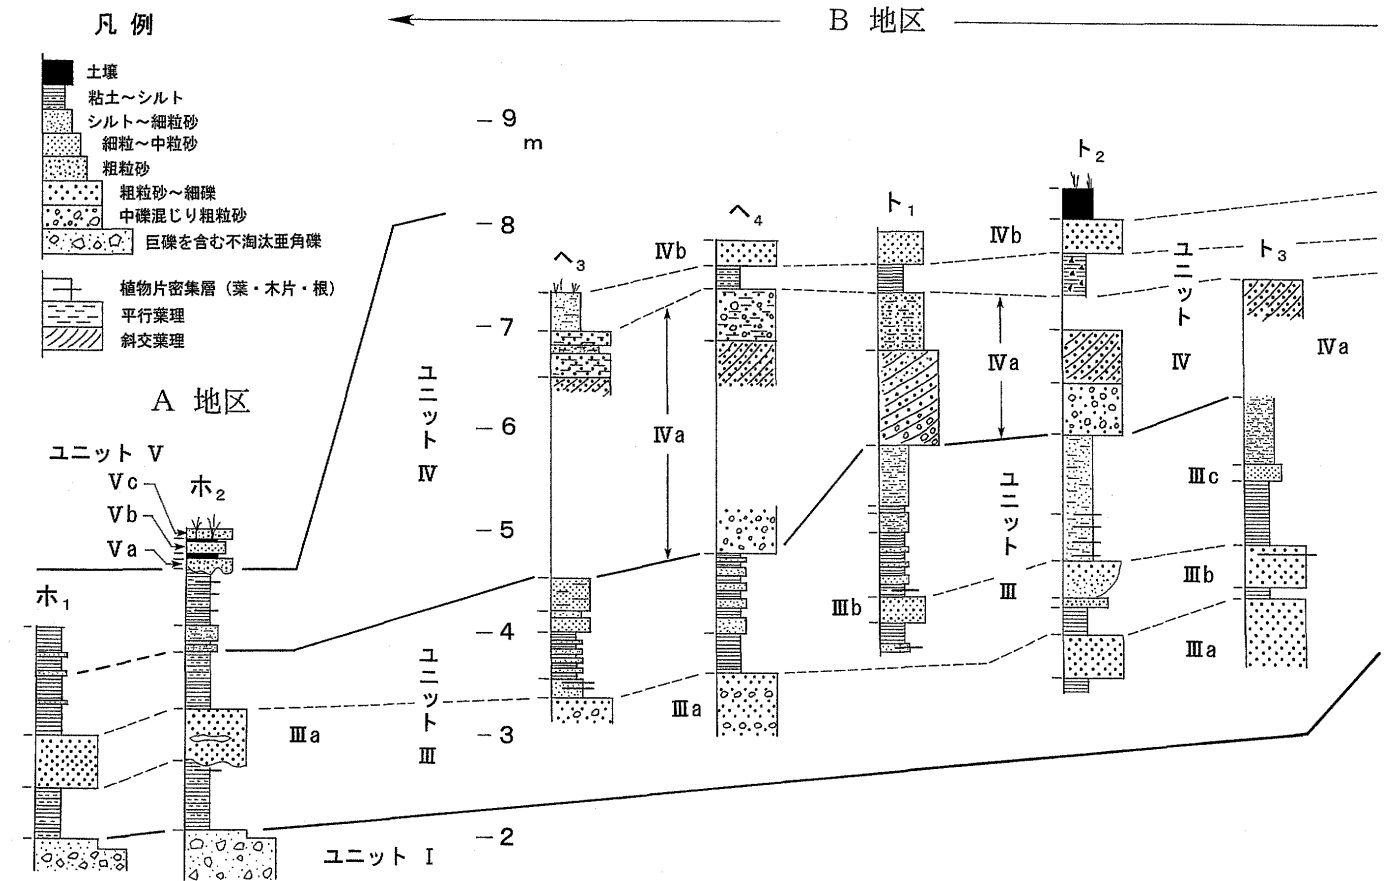 B 地区
凡 例
土壌
粘土〜シルト
シルト〜細粒砂
細粒〜中粒砂
粗粒砂
粗粒砂〜細礫
中礫混じり粗粒砂
巨礫を含む不淘汰亜角礫
植物片密集層（葉・木片・根）
平行葉理
斜交葉理
A 地区
ユニット Ⅴ
Ⅴc
Ⅴb
Ⅴa
ホ2
ホ1
Ⅲa
ユニット Ⅰ
ユニット Ⅳ
ユニット Ⅲ
9
m
8
7
6
5
4
3
2
ヘ3
Ⅳb
ヘ4
Ⅳa
Ⅲa
ト1
Ⅲb
Ⅳb
Ⅳa
ト2
ユニット Ⅲ
ユニット Ⅳ
ト3
Ⅳa
Ⅲc
Ⅲb
Ⅲa